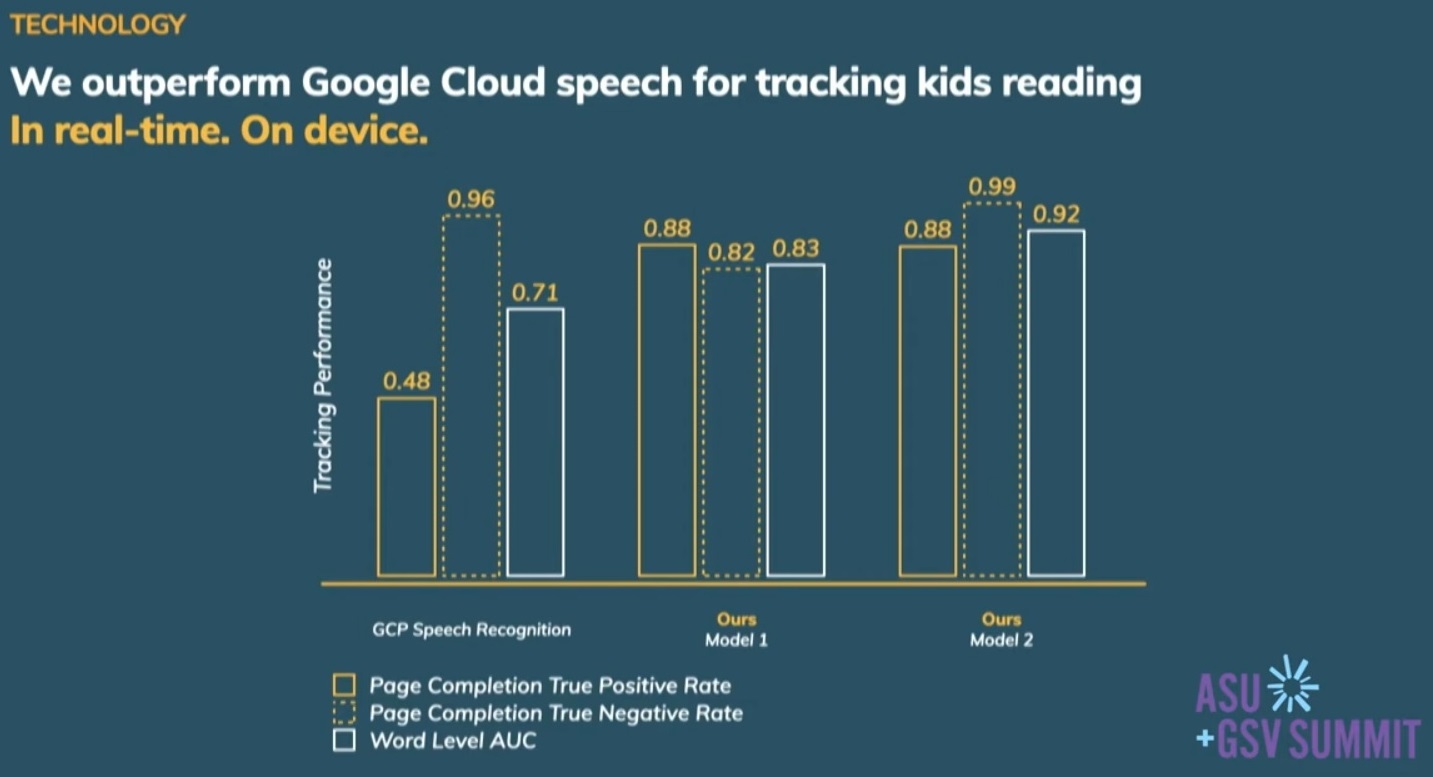 TECHNOLOGY
We outperform Google Cloud speech for tracking kids reading
In real-time. On device.
Tracking Performance
0.48
0.96
0.71
0.88
0.82
0.83
0.88
0.99
0.92
GCP Speech Recognition
Ours
Model 1
Ours
Model 2
Page Completion True Positive Rate
Page Completion True Negative Rate
Word Level AUC
ASU
+GSV SUMMIT